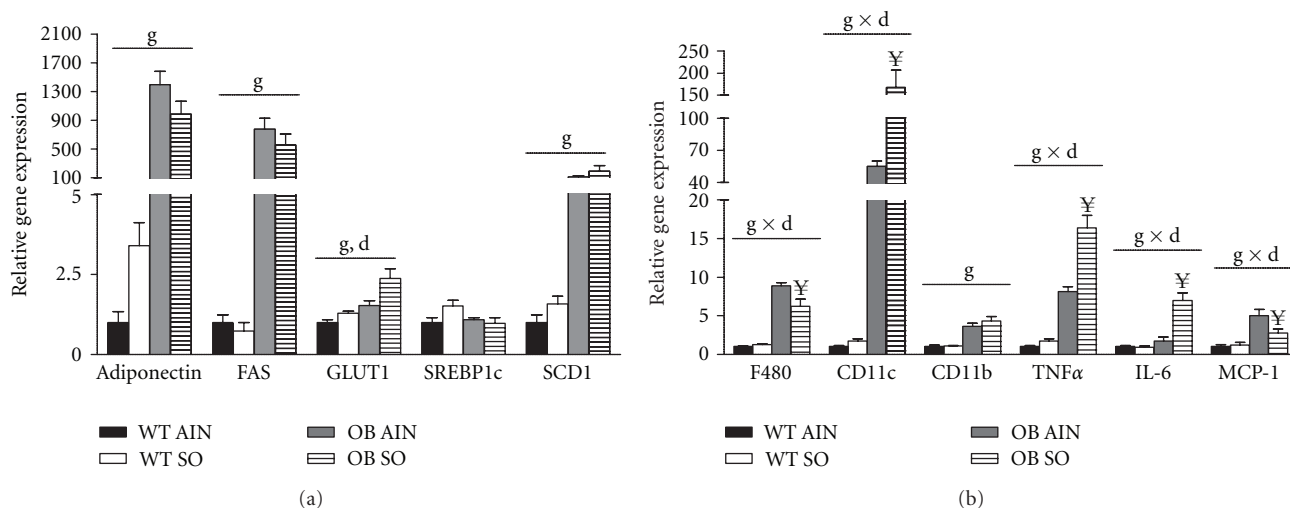 Relative gene expression
2100
1700
1300
900
500
100
5
2.5
0
g
g
g, d
g
Adiponectin FAS GLUT1 SREBP1c SCD1
WT AIN OB AIN
WT SO OB SO
(a)
Relative gene expression
250
200
150
100
70
40
20
15
10
5
0
g × d
¥
g × d
¥
g
g × d
¥
g × d
¥
g × d
¥
F480 CD11c CD11b TNFα IL-6 MCP-1
WT AIN OB AIN
WT SO OB SO
(b)